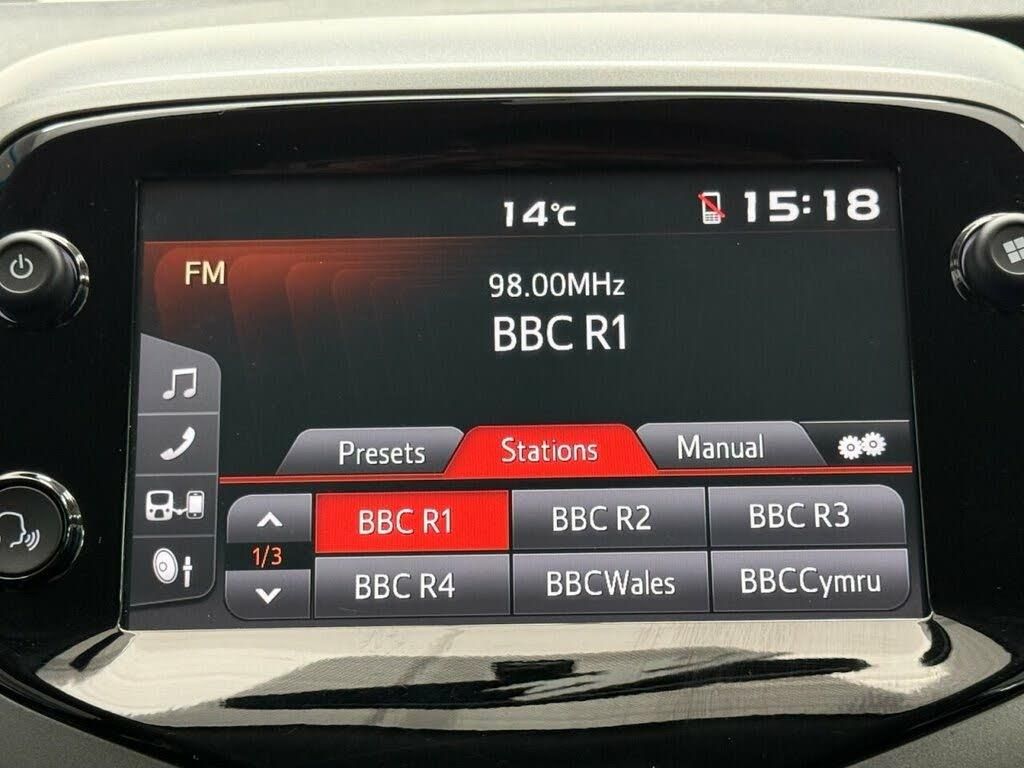 14°C
15:18
FM
98.00MHz
BBC R1
Presets
Stations
Manual
BBC R1
BBC R2
BBC R3
1/3
BBC R4
BBCWales
BBCCymru